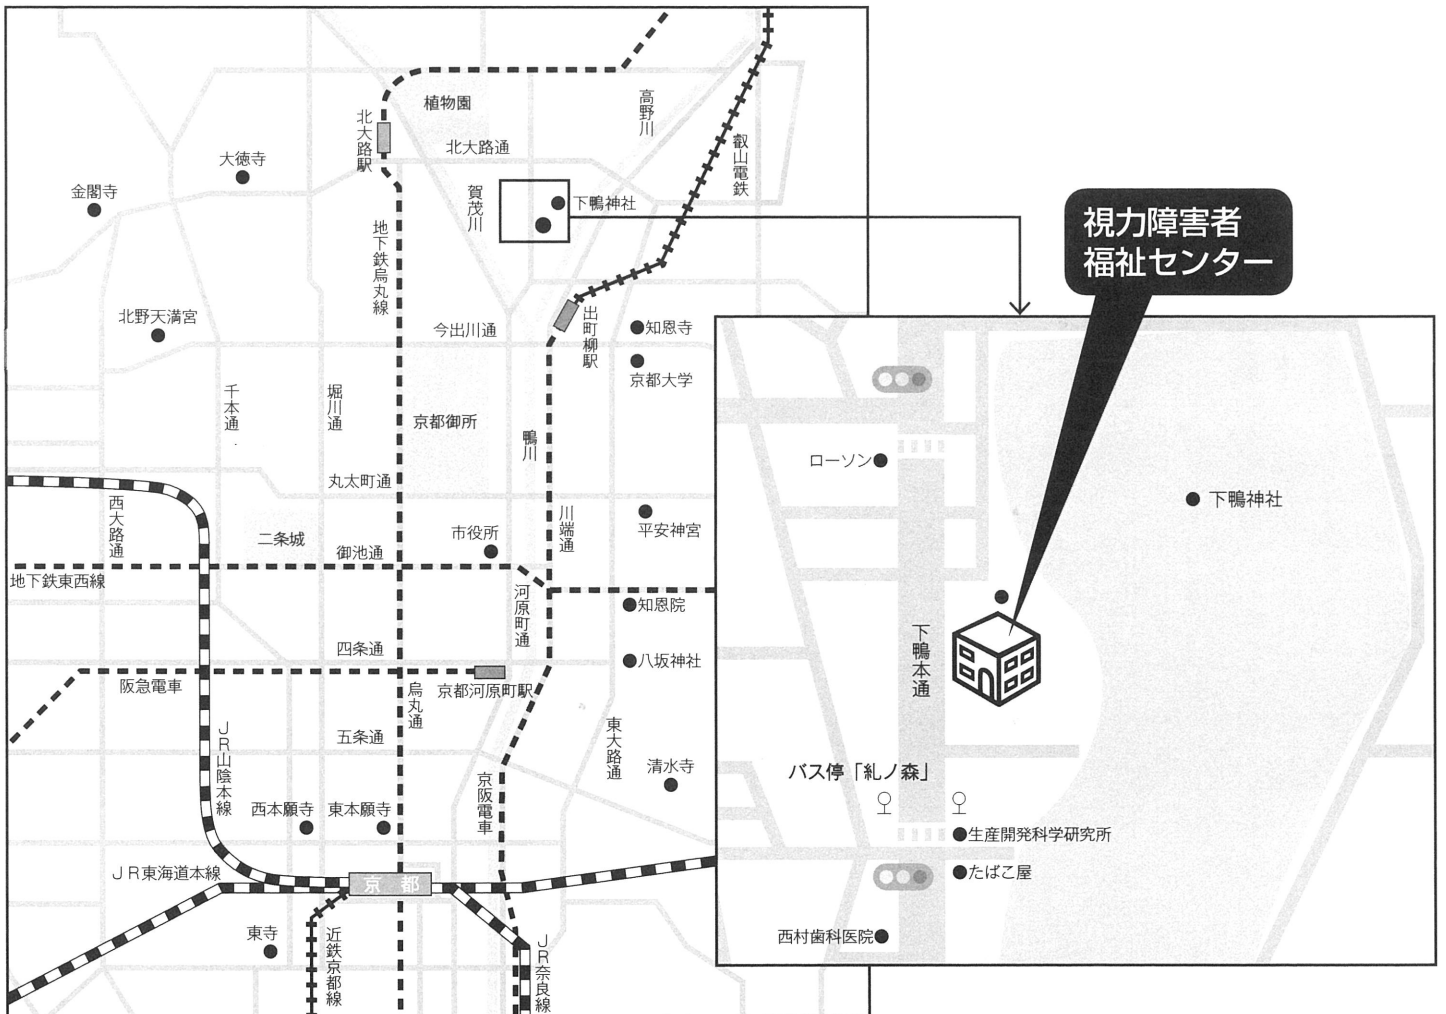 植物園
高野川
北大路駅
北大路通
叡山電鉄
大徳寺
金閣寺
賀茂川
下鴨神社
視力障害者
福祉センター
地下鉄烏丸線
北野天満宮
今出川通
出町柳駅
知恩寺
京都大学
千本通
堀川通
京都御所
鴨川
丸太町通
西大路通
二条城
市役所
川端通
平安神宮
御池通
地下鉄東西線
河原町通
知恩院
四条通
八坂神社
阪急電車
烏丸通
京都河原町駅
JR山陰本線
五条通
東大路通
清水寺
京阪電車
西本願寺
東本願寺
JR東海道本線
京都
東寺
近鉄京都線
JR奈良線
ローソン
下鴨神社
下鴨本通
バス停「糺ノ森」
生産開発科学研究所
たばこ屋
西村歯科医院